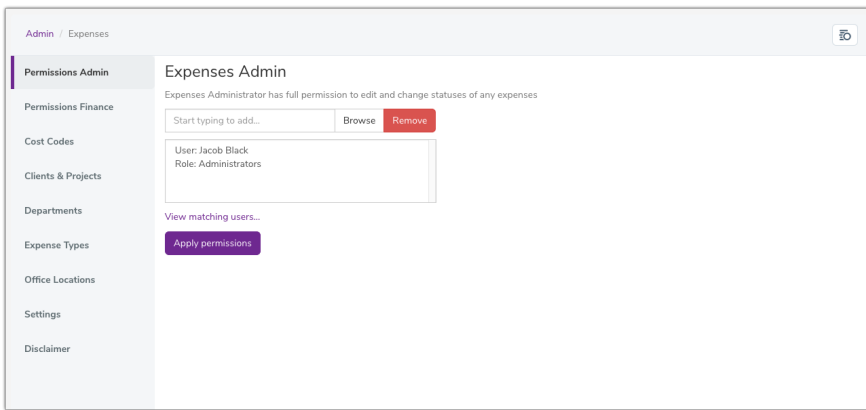 Admin / Expenses
Permissions Admin
Permissions Finance
Cost Codes
Clients & Projects
Departments
Expense Types
Office Locations
Settings
Disclaimer
Expenses Admin
Expenses Administrator has full permission to edit and change statuses of any expenses
Start typing to add... Browse Remove
User: Jacob Black
Role: Administrators
View matching users...
Apply permissions